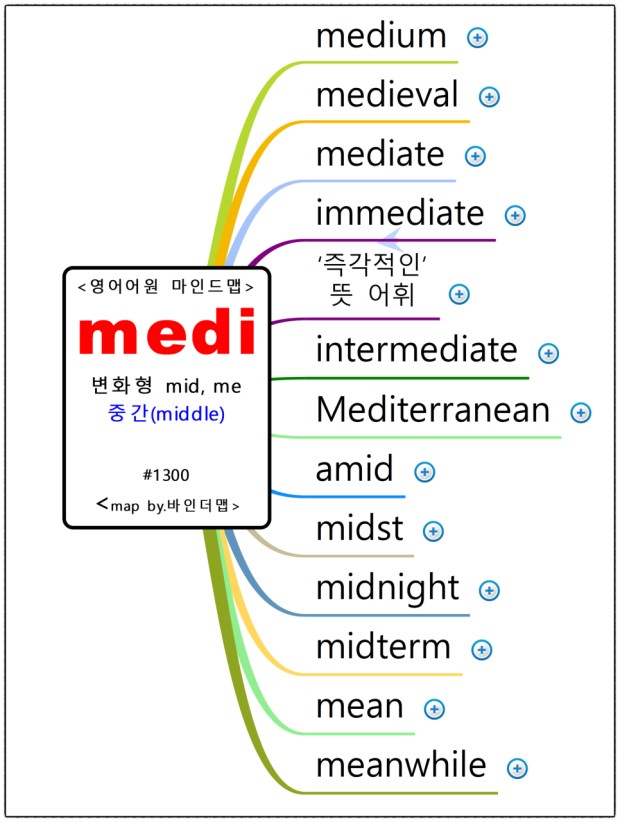 medium
medieval
mediate
immediate
‘즉각적인‘
뜻 어휘
<영어어원 마인드맵>
medi
변화형 mid, me
중간(middle)
#1300
<map by.바인더맵>
intermediate
Mediterranean
amid
midst
midnight
midterm
mean
meanwhile